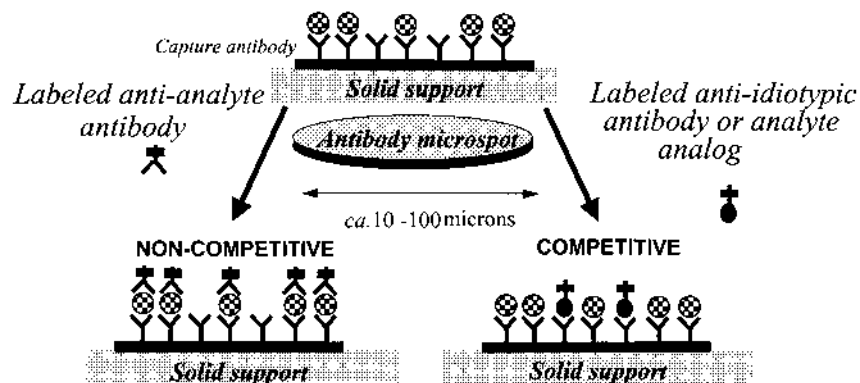 Capture antibody
Solid support
Labeled anti-analyte
antibody
Labeled anti-idiotypic
antibody or analyte
analog
Antibody microspot
ca. 10 -100 microns
NON-COMPETITIVE
COMPETITIVE
Solid support
Solid support